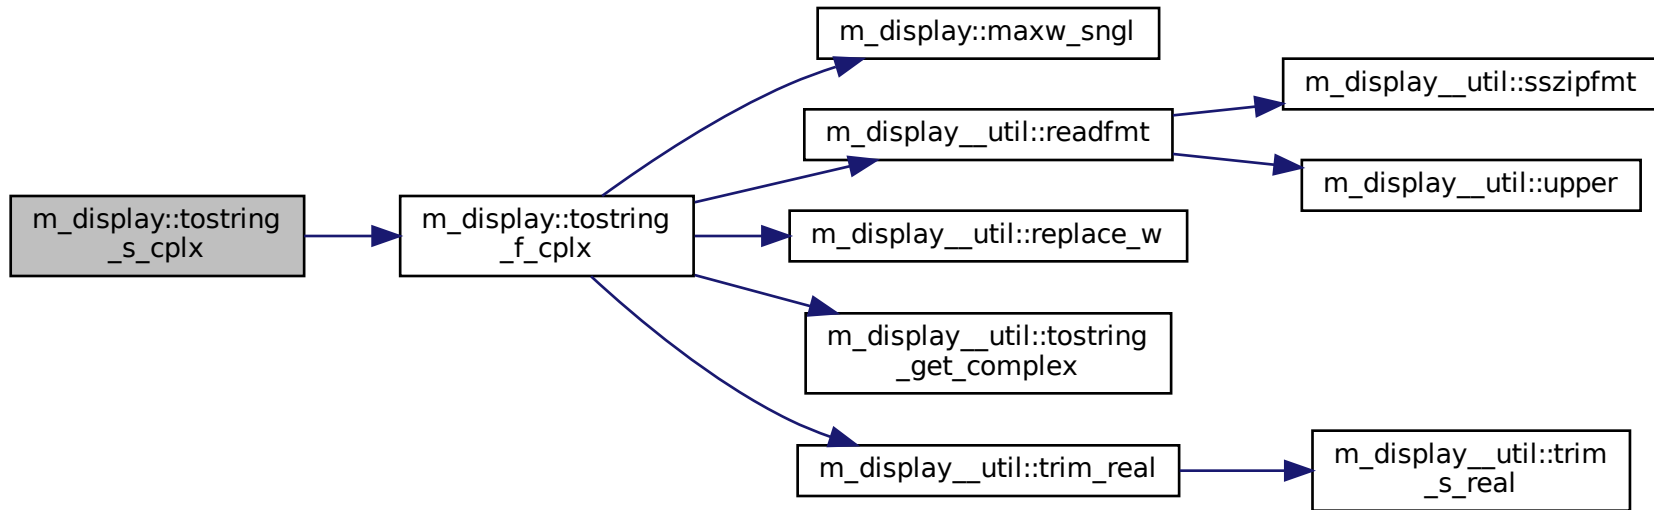 m_display::tostring
_s_cplx
m_display::tostring
_f_cplx
m_display::maxw_sngl
m_display__util::readfmt
m_display__util::replace_w
m_display__util::tostring
_get_complex
m_display__util::trim_real
m_display__util::sszipfmt
m_display__util::upper
m_display__util::trim
_s_real